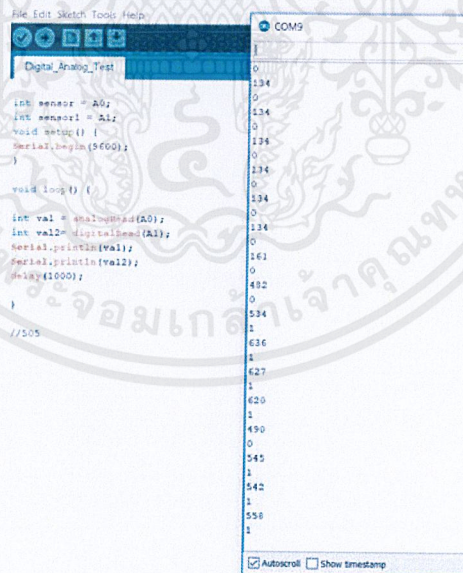 File Edit Sketch Tools Help
Digital_Analog_Test
int sensor = A0;
int sensor1 = A1;
void setup() {
Serial.begin(9600);
}
void loop() {
int val = analogRead(A0);
int val2= digitalRead(A1);
Serial.println(val);
Serial.println(val2);
delay(1000);
}
//505
COM9
0
134
0
134
0
134
0
134
0
134
0
134
0
161
0
482
0
534
1
636
1
627
1
620
1
490
0
545
1
542
1
558
1
Autoscroll Show timestamp